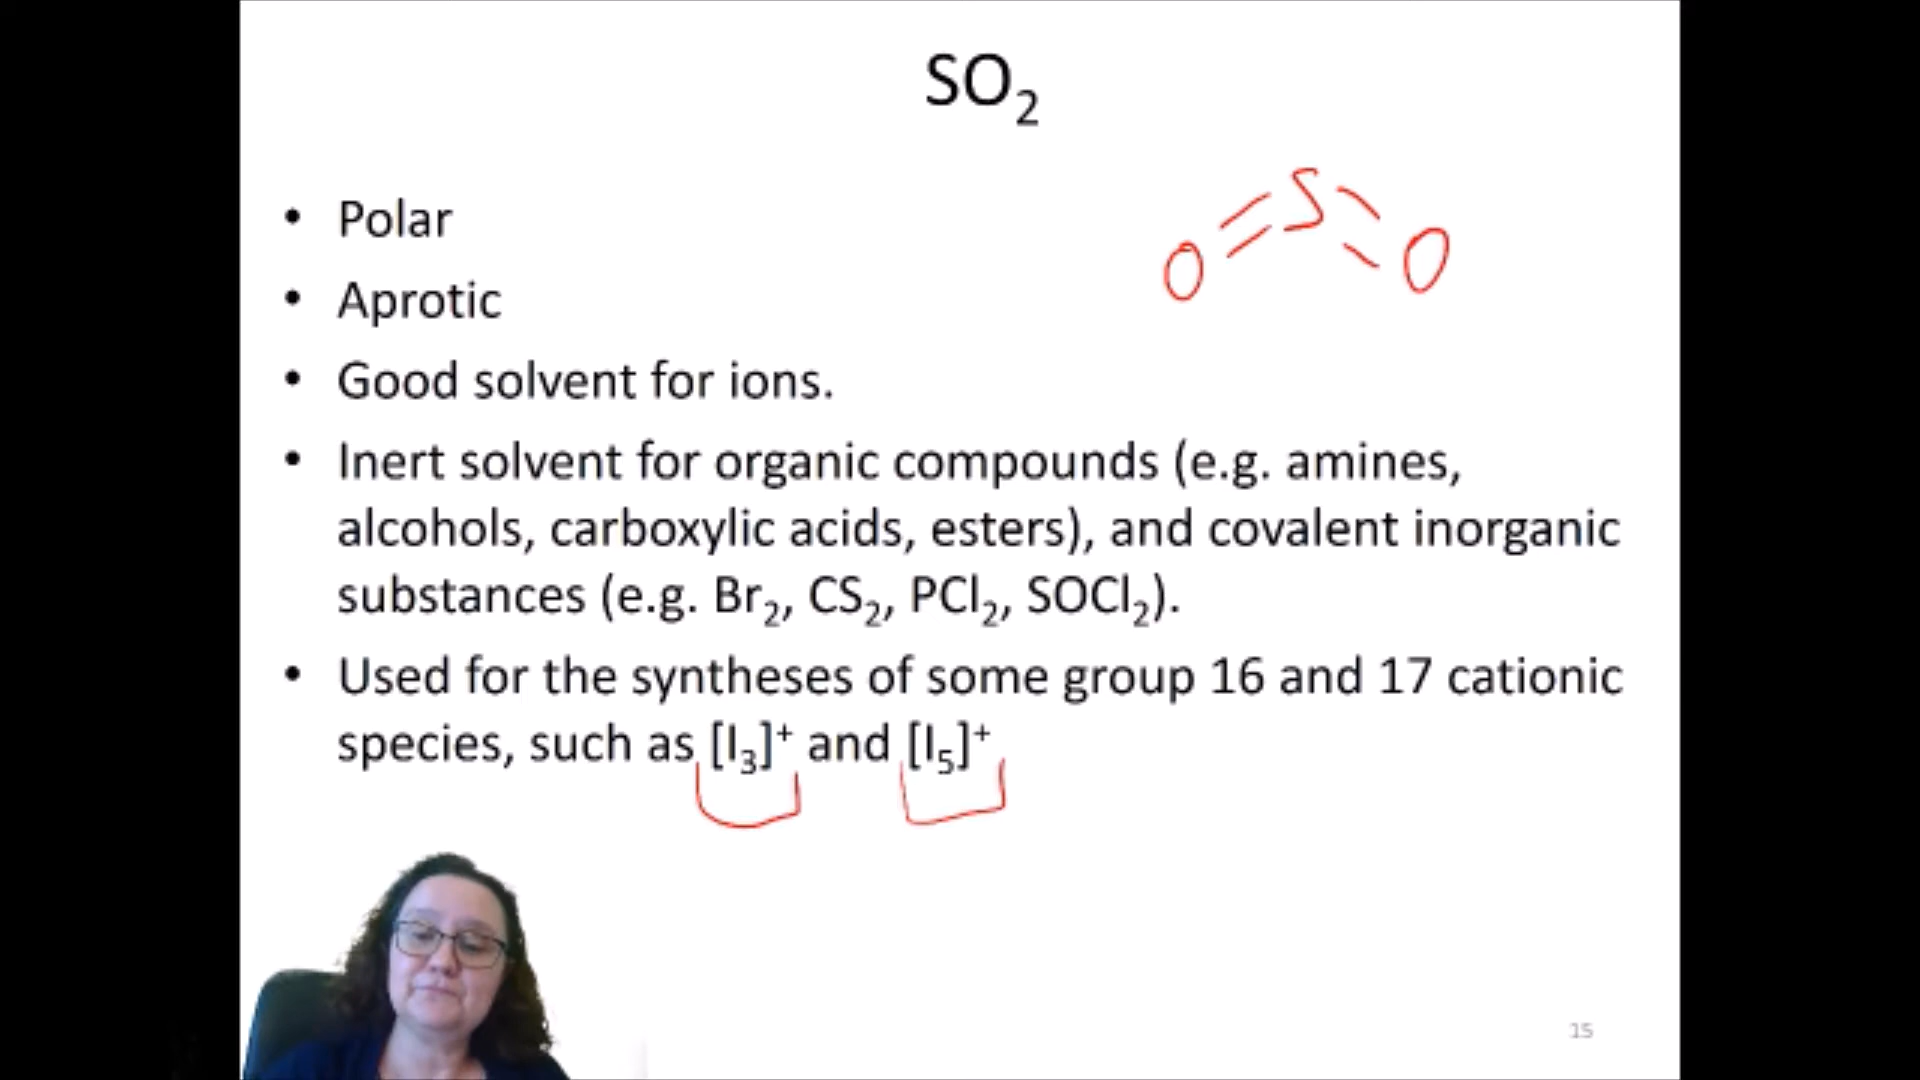 SO₂
O = S = O
• Polar
• Aprotic
• Good solvent for ions.
• Inert solvent for organic compounds (e.g. amines,
alcohols, carboxylic acids, esters), and covalent inorganic
substances (e.g. Br₂, CS₂, PCl₂, SOCl₂).
• Used for the syntheses of some group 16 and 17 cationic
species, such as [I₃]⁺ and [I₅]⁺
15